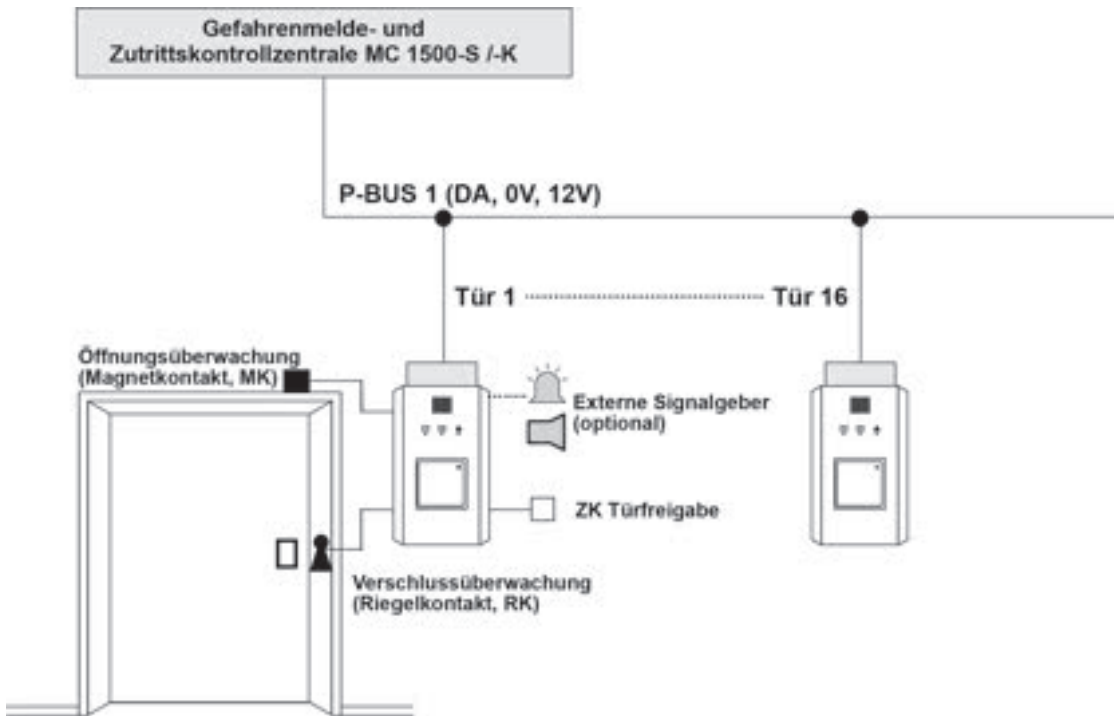 Gefahrenmelde- und
Zutrittskontrollzentrale MC 1500-S /-K
P-BUS 1 (DA, 0V, 12V)
Tür 1 Tür 16
Öffnungsüberwachung
(Magnetkontakt, MK)
Externe Signalgeber
(optional)
ZK Türfreigabe
Verschlussüberwachung
(Riegelkontakt, RK)